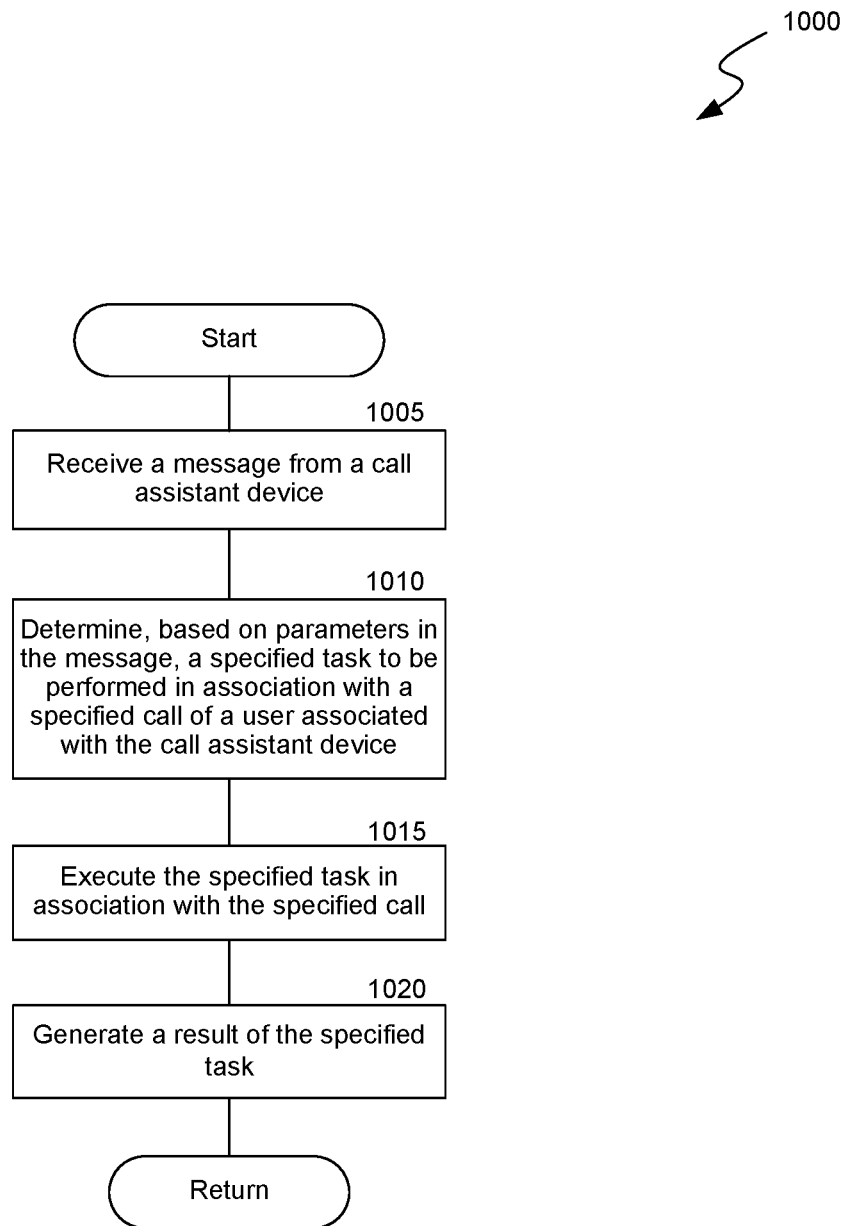 1000
Start
1005
Receive a message from a call
assistant device
1010
Determine, based on parameters in
the message, a specified task to be
performed in association with a
specified call of a user associated
with the call assistant device
1015
Execute the specified task in
association with the specified call
1020
Generate a result of the specified
task
Return